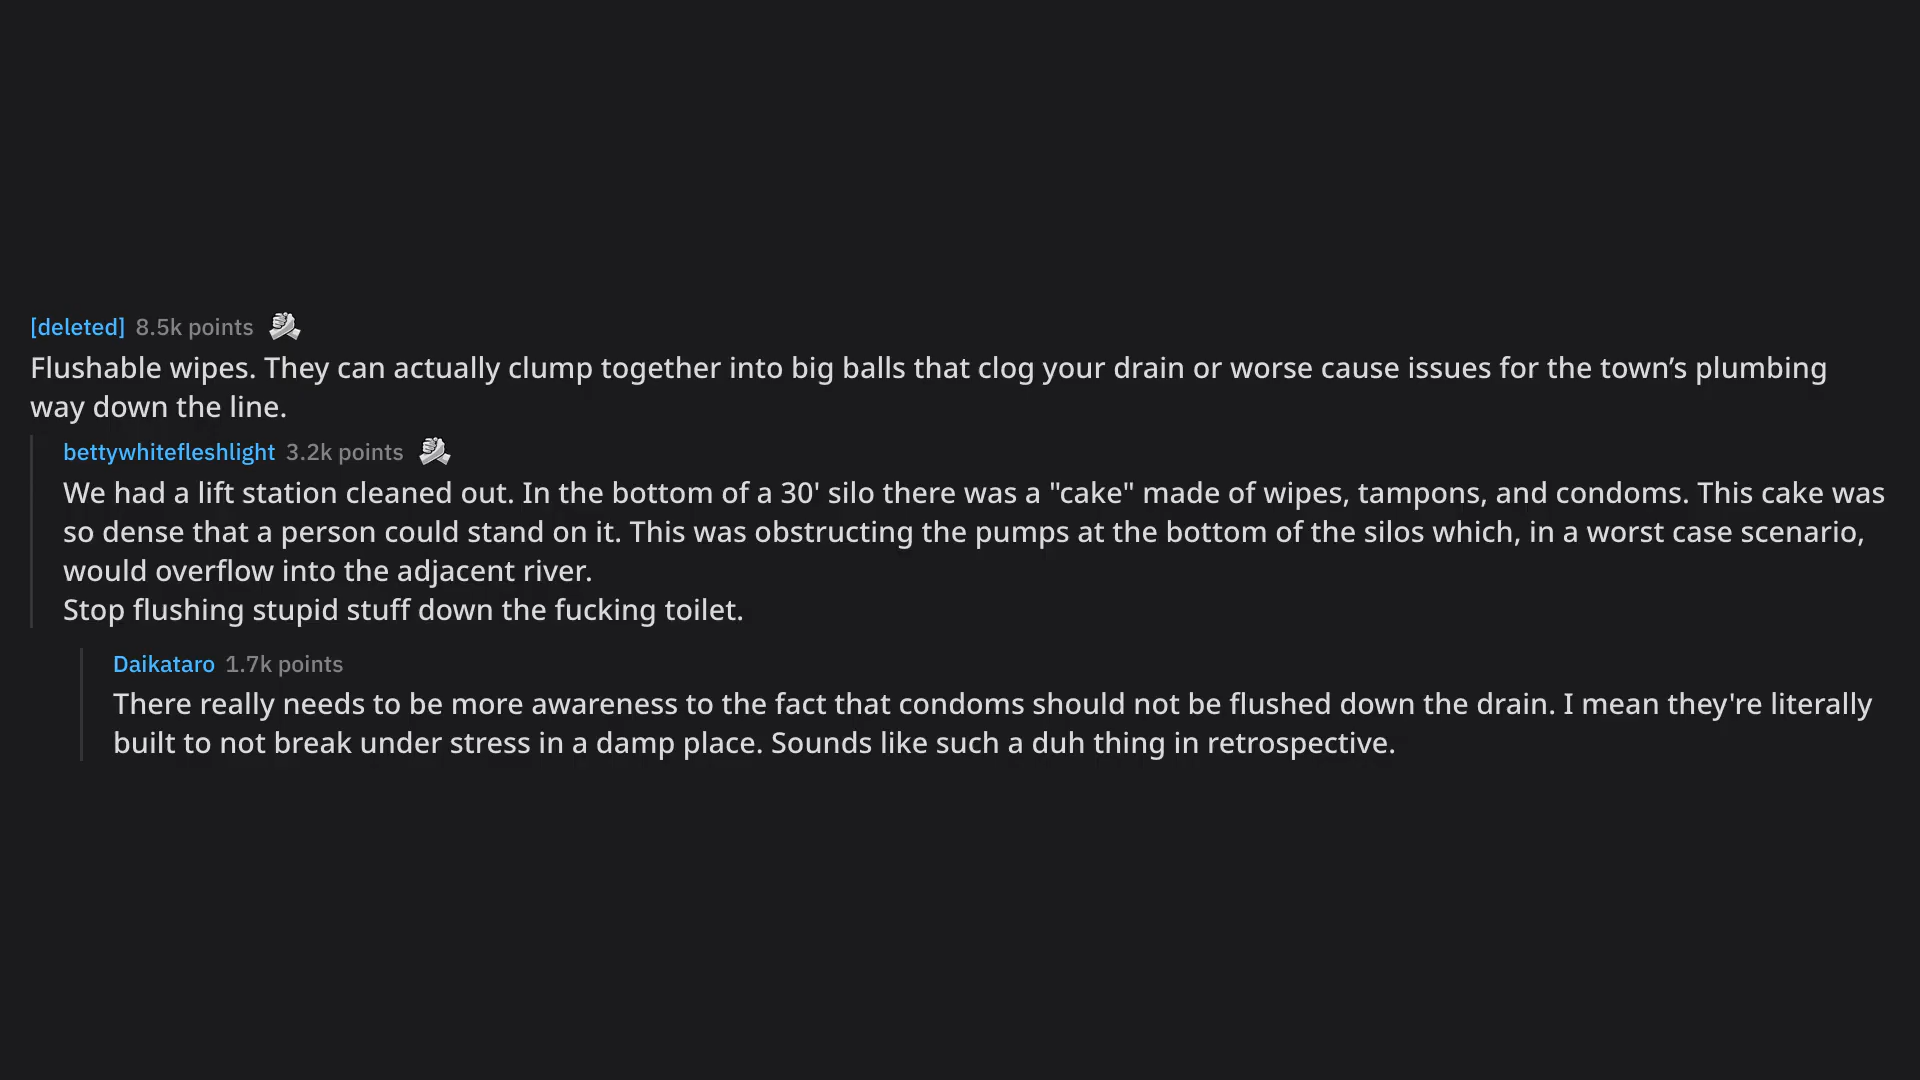 [deleted] 8.5k points
Flushable wipes. They can actually clump together into big balls that clog your drain or worse cause issues for the town’s plumbing
way down the line.
bettywhitefleshlight 3.2k points
We had a lift station cleaned out. In the bottom of a 30' silo there was a "cake" made of wipes, tampons, and condoms. This cake was
so dense that a person could stand on it. This was obstructing the pumps at the bottom of the silos which, in a worst case scenario,
would overflow into the adjacent river.
Stop flushing stupid stuff down the fucking toilet.
Daikataro 1.7k points
There really needs to be more awareness to the fact that condoms should not be flushed down the drain. I mean they're literally
built to not break under stress in a damp place. Sounds like such a duh thing in retrospective.